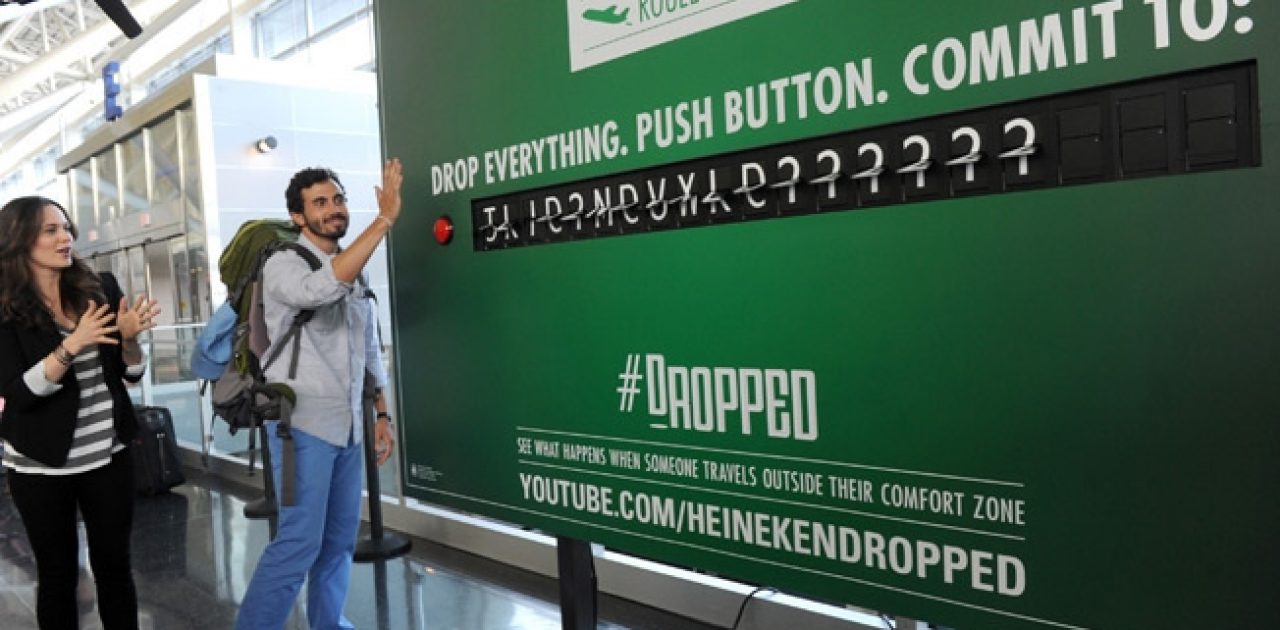 DROP EVERYTHING. PUSH BUTTON. COMMIT TO:
#DROPPED
SEE WHAT HAPPENS WHEN SOMEONE TRAVELS OUTSIDE THEIR COMFORT ZONE
YOUTUBE.COM/HEINEKENDROPPED